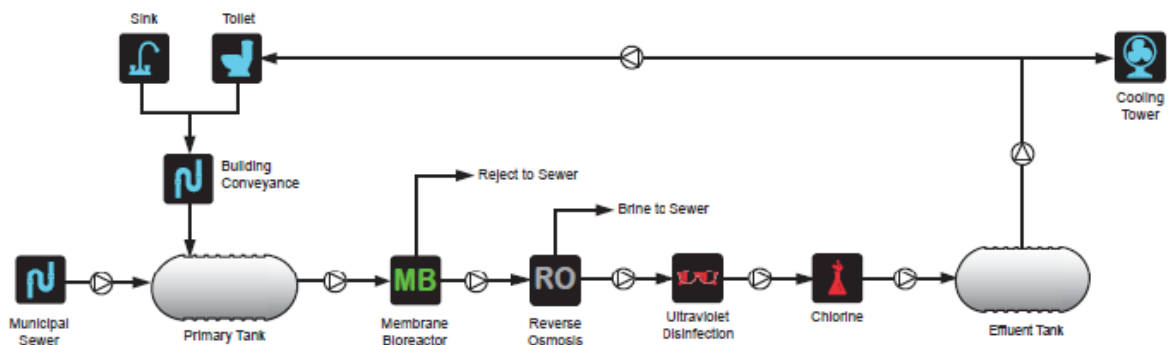 Sink
Toilet
Cooling
Tower
Building
Conveyance
Reject to Sewer
Brine to Sewer
MB
RO
Municipal
Sewer
Primary Tank
Membrane
Bioreactor
Reverse
Osmosis
Ultraviolet
Disinfection
Chlorine
Effluent Tank